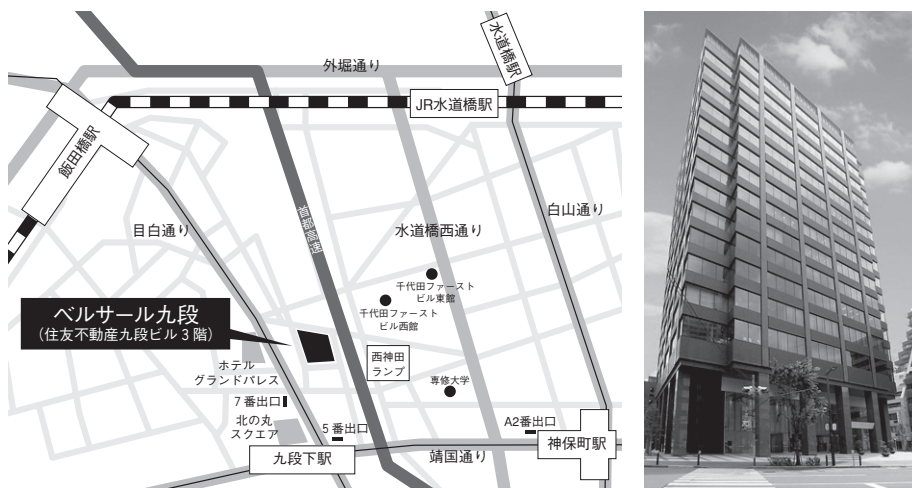 外堀通り
水道橋駅
JR水道橋駅
飯田橋駅
目白通り
首都高速
水道橋西通り
白山通り
千代田ファースト
ビル東館
千代田ファースト
ビル西館
ベルサール九段
(住友不動産九段ビル3階)
西神田
ランプ
ホテル
グランドパレス
専修大学
7番出口
北の丸
スクエア
5番出口
A2番出口
九段下駅
靖国通り
神保町駅